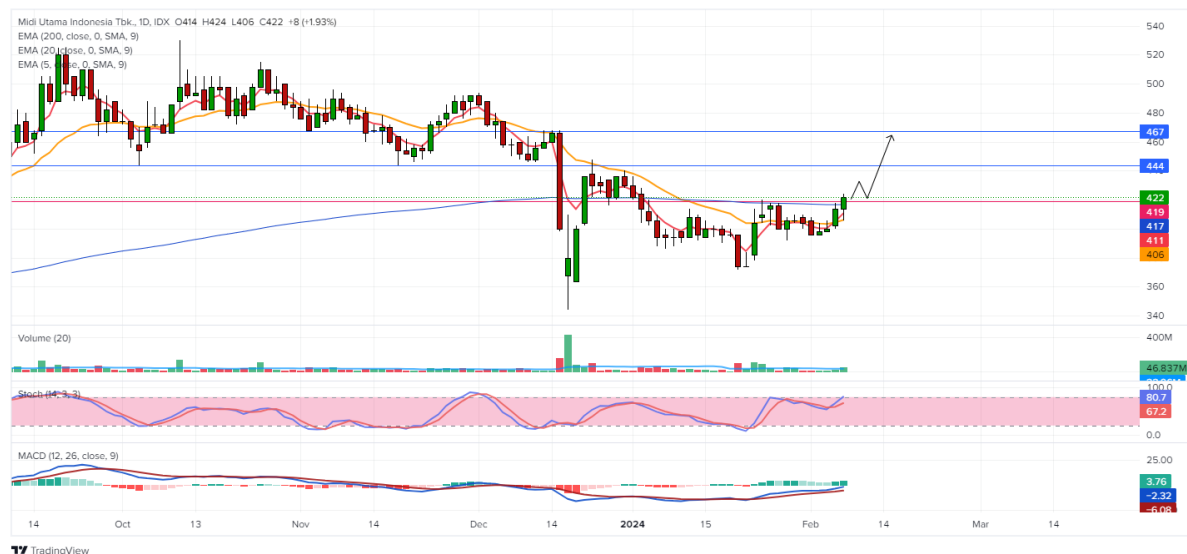 Midi Utama Indonesia Tbk., 1D, IDX O414 H424 L406 C422 +8 (+1.93%)
EMA (200, close, 0, SMA, 9)
EMA (20, close, 0, SMA, 9)
EMA (5, close, 0, SMA, 9)
540
520
500
480
467
460
444
422
419
417
411
406
360
340
Volume (20)
400M
46.837M
Stoch (14, 3, 3)
100.0
80.7
67.2
0.0
MACD (12, 26, close, 9)
25.00
3.76
−2.32
−6.08
14 Oct 13 Nov 14 Dec 14 2024 15 Feb 14 Mar 14
TradingView